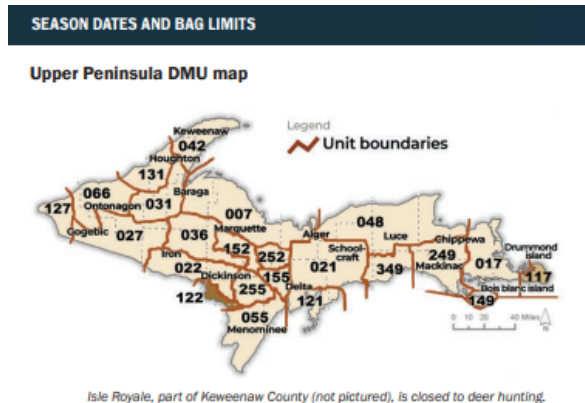 SEASON DATES AND BAG LIMITS
Upper Peninsula DMU map
Legend
Unit boundaries
Keweenaw
042
Houghton
131
Baraga
066
Ontonagon
031
127
Gogebic
027
007
Marquette
036
152
252
Iron
022
Dickinson
155
255
122
Delta
055
Menominee
121
Alger
048
Luce
School-
craft
021
349
Chippewa
249
Mackinac
017
Drummond
island
117
Bois blanc island
149
0 10 20 40 Miles
N
Isle Royale, part of Keweenaw County (not pictured), is closed to deer hunting.